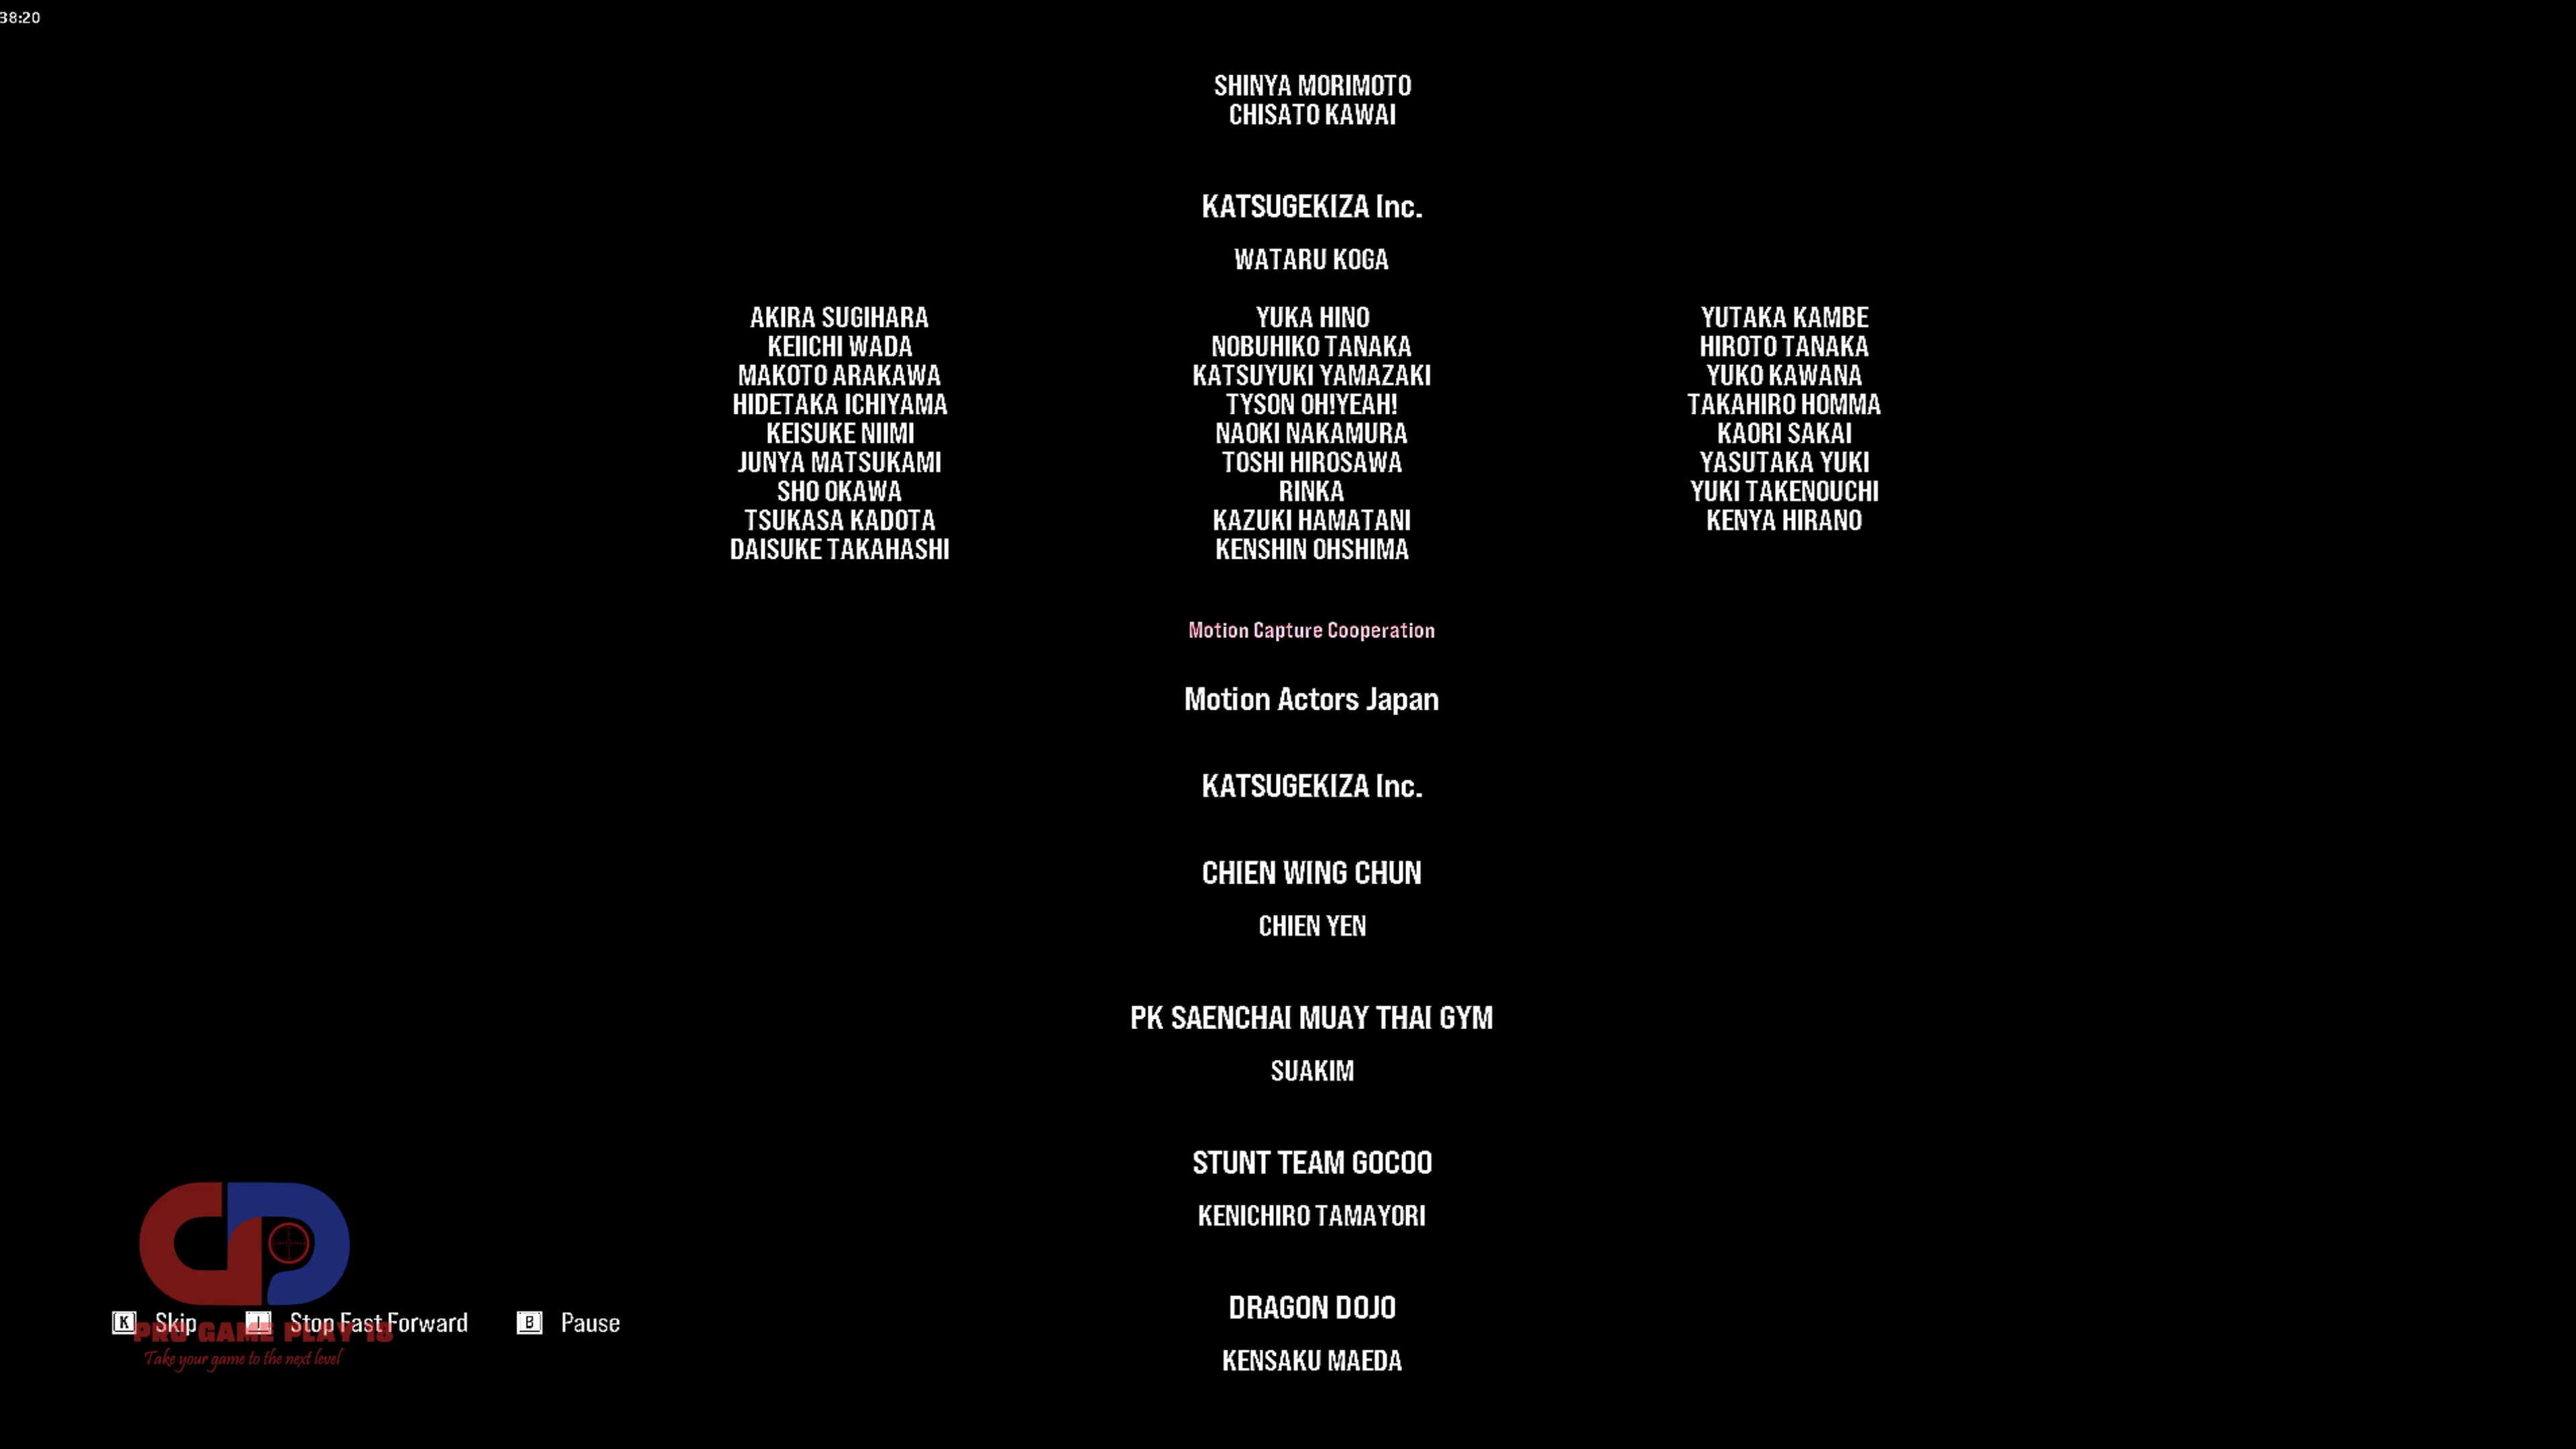 38:20
SHINYA MORIMOTO
CHISATO KAWAI
KATSUGEKIZA Inc.
WATARU KOGA
AKIRA SUGIHARA YUKA HINO YUTAKA KAMBE
KEIICHI WADA NOBUHIKO TANAKA HIROTO TANAKA
MAKOTO ARAKAWA KATSUYUKI YAMAZAKI YUKO KAWANA
HIDETAKA ICHIYAMA TYSON OH!YEAH! TAKAHIRO HOMMA
KEISUKE NIIMI NAOKI NAKAMURA KAORI SAKAI
JUNYA MATSUKAMI TOSHI HIROSAWA YASUTAKA YUKI
SHO OKAWA RINKA YUKI TAKENOUCHI
TSUKASA KADOTA KAZUKI HAMATANI KENYA HIRANO
DAISUKE TAKAHASHI KENSHIN OHSHIMA
Motion Capture Cooperation
Motion Actors Japan
KATSUGEKIZA Inc.
CHIEN WING CHUN
CHIEN YEN
PK SAENCHAI MUAY THAI GYM
SUAKIM
STUNT TEAM GOCOO
KENICHIRO TAMAYORI
DRAGON DOJO
KENSAKU MAEDA
K Skip Stop Fast Forward B Pause
PRO GAME PLAY 18
Take your game to the next level